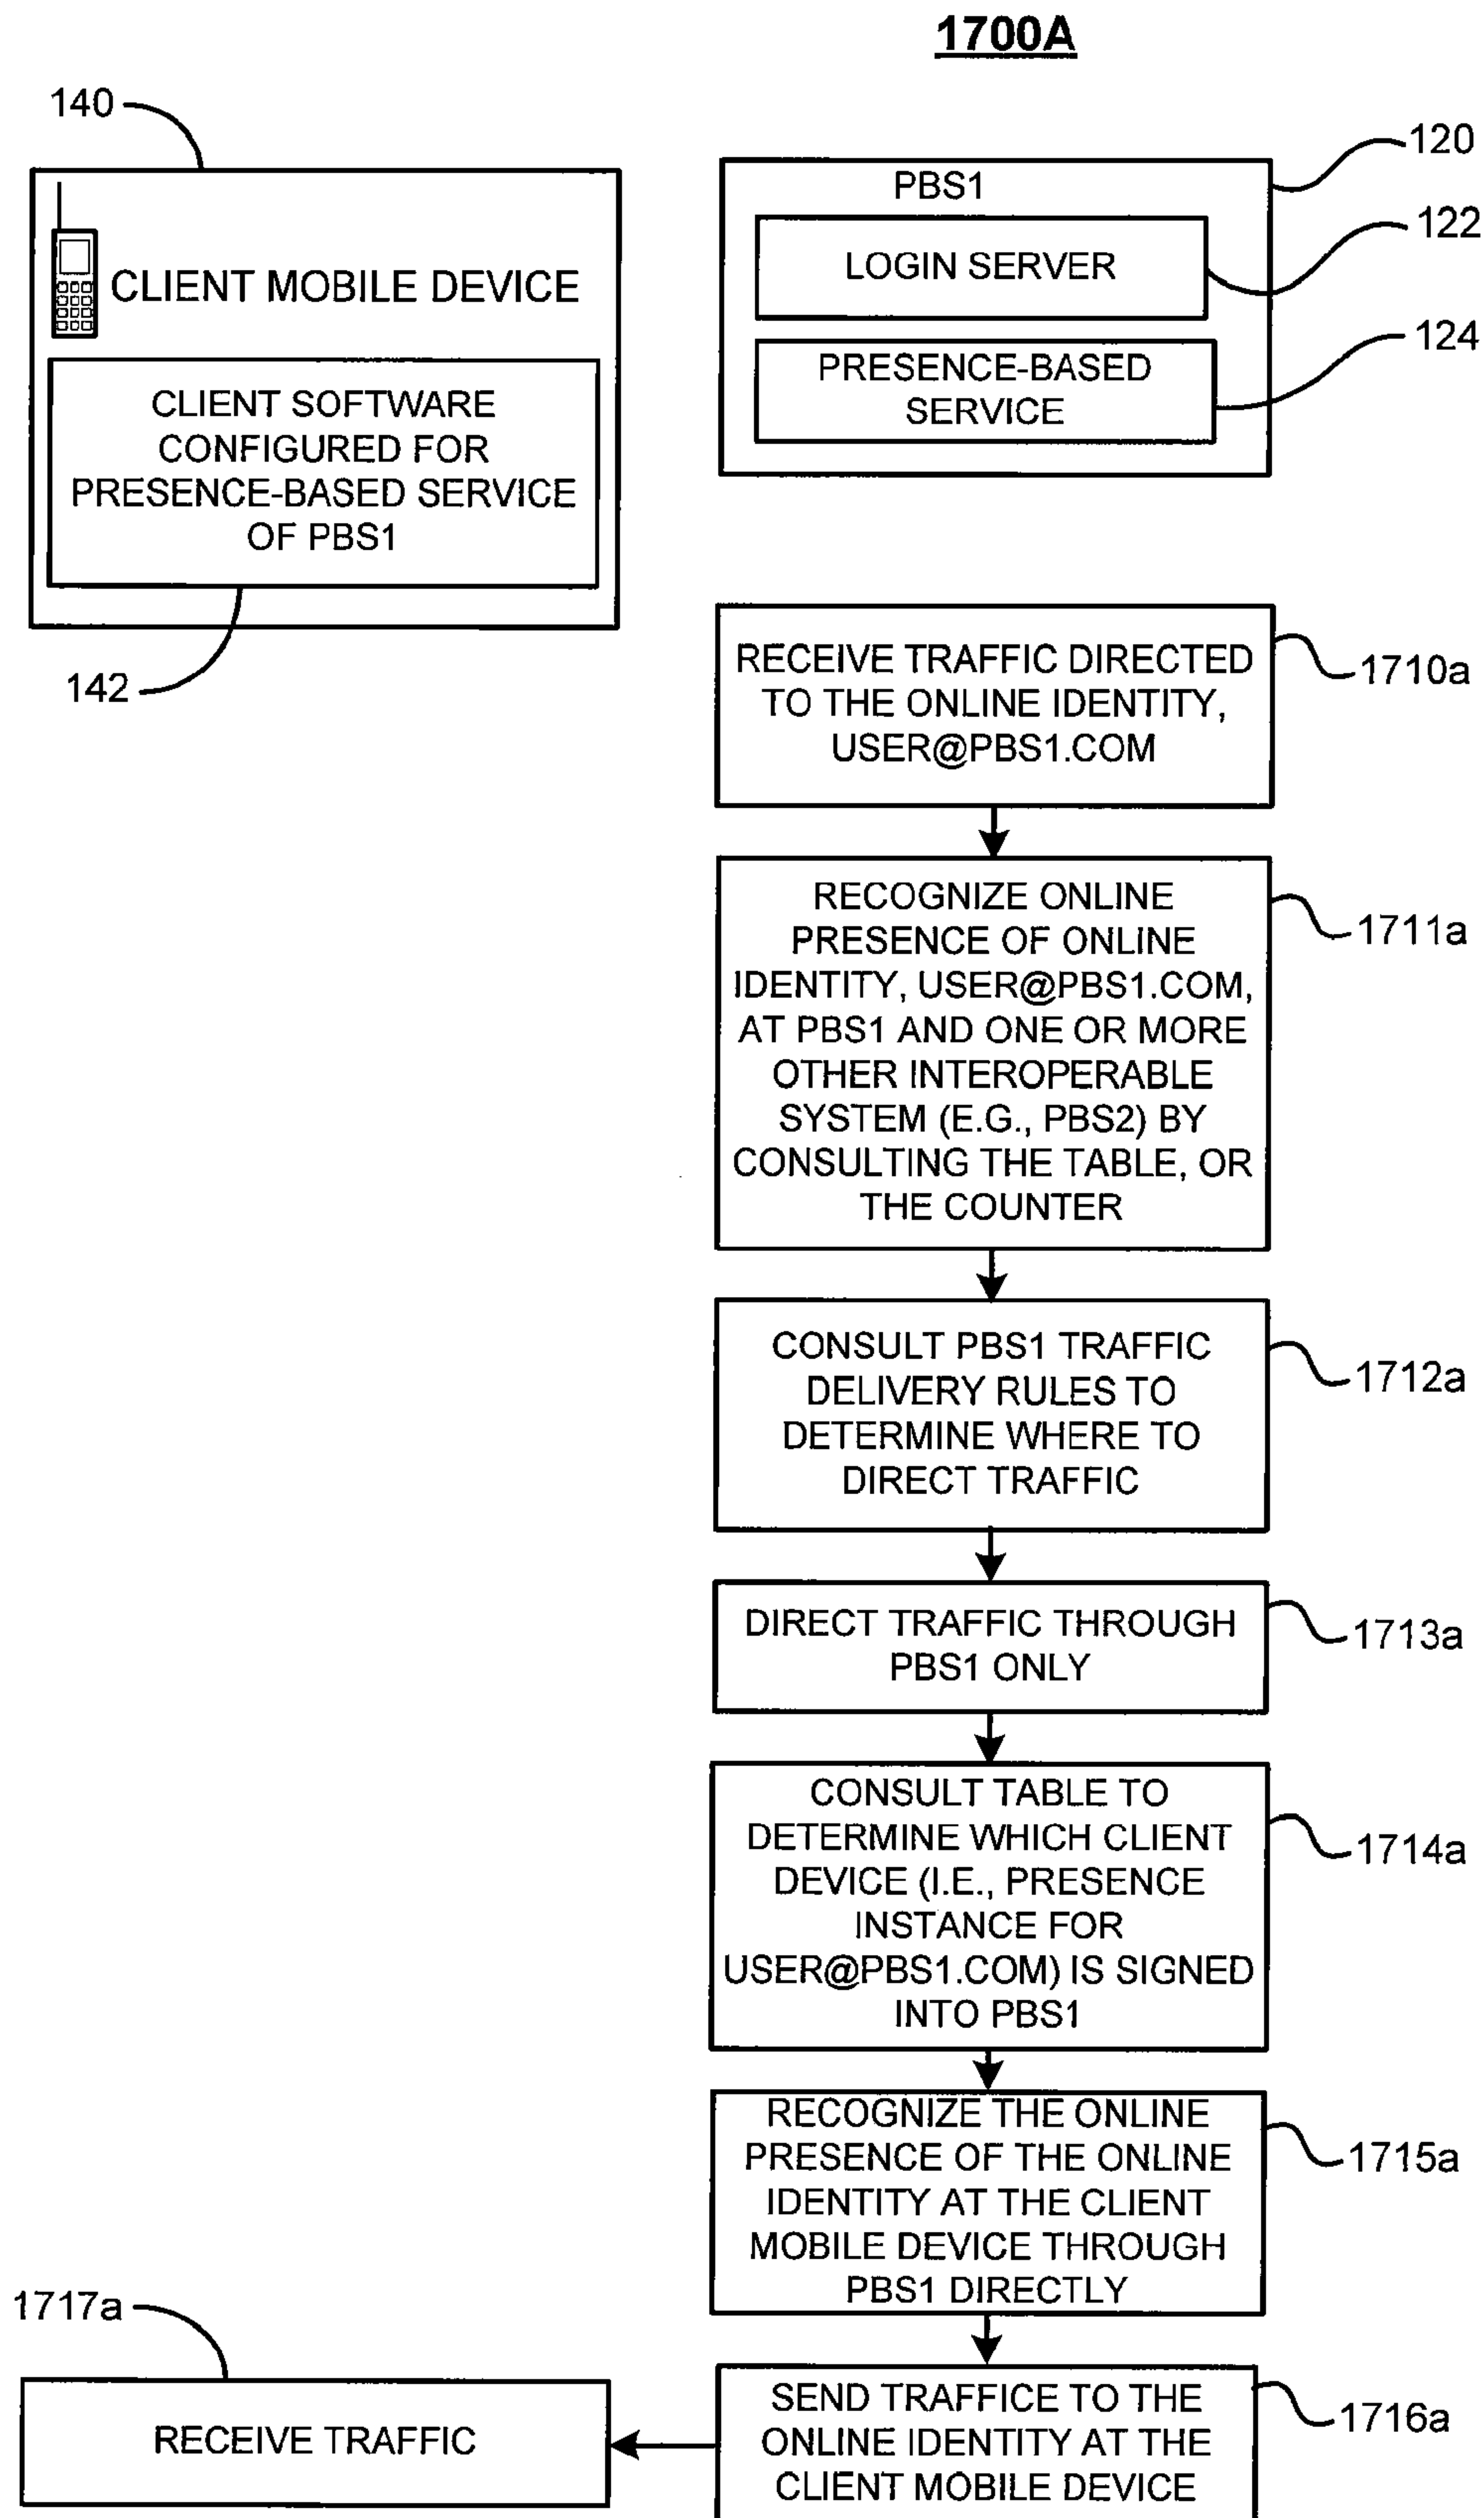 1700A
140
CLIENT MOBILE DEVICE
CLIENT SOFTWARE
CONFIGURED FOR
PRESENCE-BASED SERVICE
OF PBS1
142
PBS1
120
LOGIN SERVER
122
PRESENCE-BASED
SERVICE
124
RECEIVE TRAFFIC DIRECTED
TO THE ONLINE IDENTITY,
USER@PBS1.COM
1710a
RECOGNIZE ONLINE
PRESENCE OF ONLINE
IDENTITY, USER@PBS1.COM,
AT PBS1 AND ONE OR MORE
OTHER INTEROPERABLE
SYSTEM (E.G., PBS2) BY
CONSULTING THE TABLE, OR
THE COUNTER
1711a
CONSULT PBS1 TRAFFIC
DELIVERY RULES TO
DETERMINE WHERE TO
DIRECT TRAFFIC
1712a
DIRECT TRAFFIC THROUGH
PBS1 ONLY
1713a
CONSULT TABLE TO
DETERMINE WHICH CLIENT
DEVICE (I.E., PRESENCE
INSTANCE FOR
USER@PBS1.COM) IS SIGNED
INTO PBS1
1714a
RECOGNIZE THE ONLINE
PRESENCE OF THE ONLINE
IDENTITY AT THE CLIENT
MOBILE DEVICE THROUGH
PBS1 DIRECTLY
1715a
SEND TRAFFICE TO THE
ONLINE IDENTITY AT THE
CLIENT MOBILE DEVICE
1716a
1717a
RECEIVE TRAFFIC